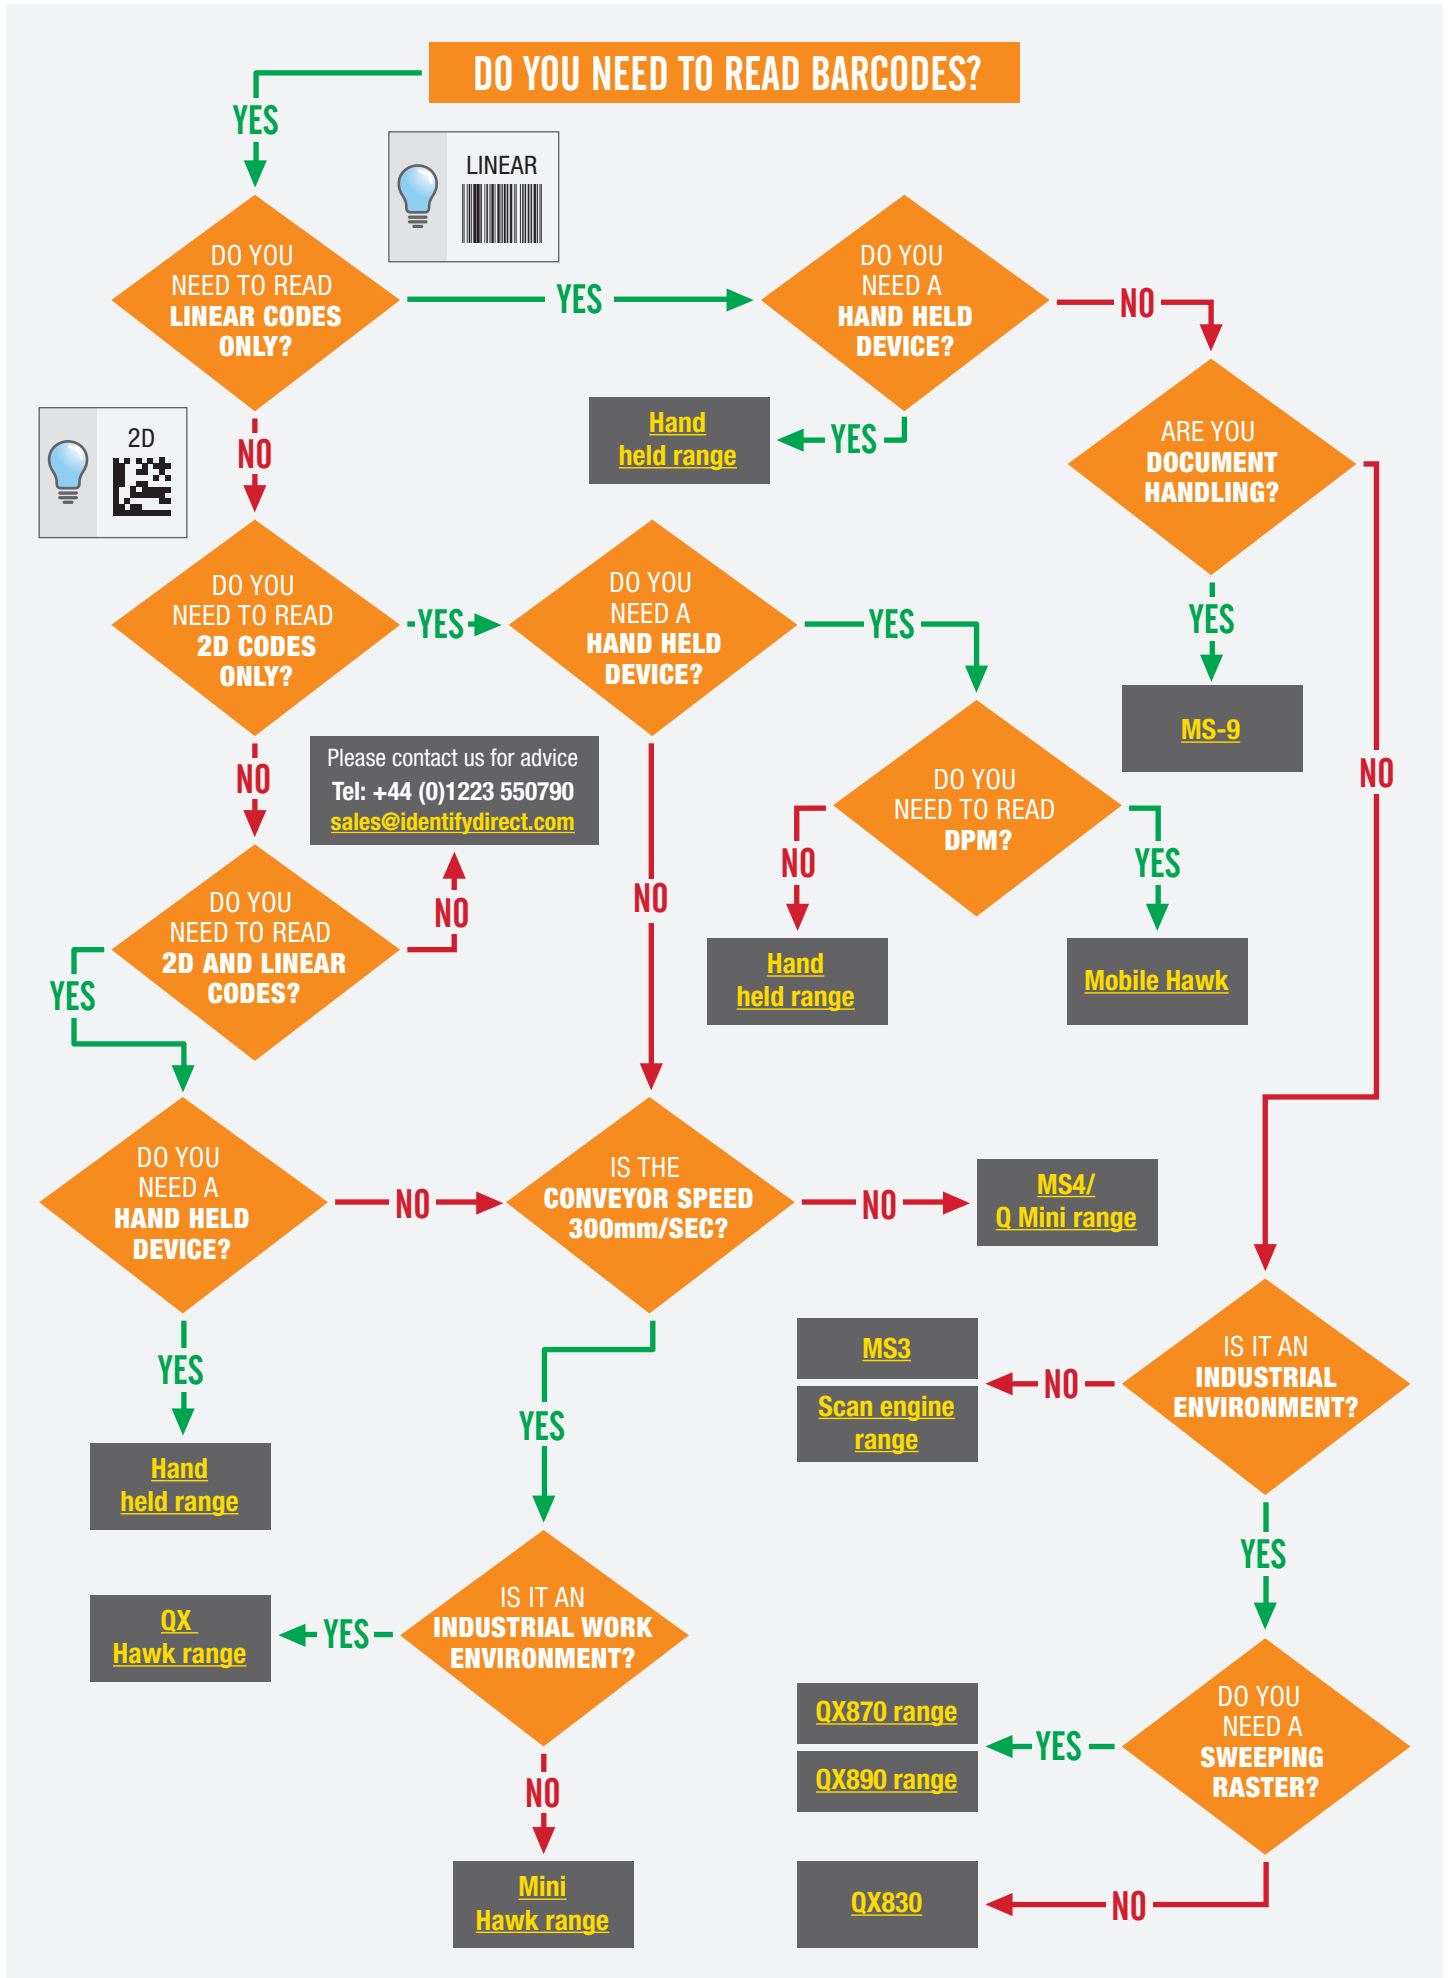 DO YOU NEED TO READ BARCODES?
YES
LINEAR
DO YOU
NEED TO READ
LINEAR CODES
ONLY?
YES
DO YOU
NEED A
HAND HELD
DEVICE?
NO
Hand
held range
YES
ARE YOU
DOCUMENT
HANDLING?
NO
2D
DO YOU
NEED TO READ
2D CODES
ONLY?
YES
DO YOU
NEED A
HAND HELD
DEVICE?
YES
YES
MS-9
NO
NO
Please contact us for advice
Tel: +44 (0)1223 550790
sales@identifydirect.com
DO YOU
NEED TO READ
DPM?
NO
YES
NO
NO
DO YOU
NEED TO READ
2D AND LINEAR
CODES?
YES
Hand
held range
Mobile Hawk
DO YOU
NEED A
HAND HELD
DEVICE?
NO
IS THE
CONVEYOR SPEED
300mm/SEC?
NO
MS4/
Q Mini range
YES
Hand
held range
YES
MS3
Scan engine
range
NO
IS IT AN
INDUSTRIAL
ENVIRONMENT?
YES
QX
Hawk range
YES
IS IT AN
INDUSTRIAL WORK
ENVIRONMENT?
NO
Mini
Hawk range
QX870 range
QX890 range
YES
DO YOU
NEED A
SWEEPING
RASTER?
QX830
NO